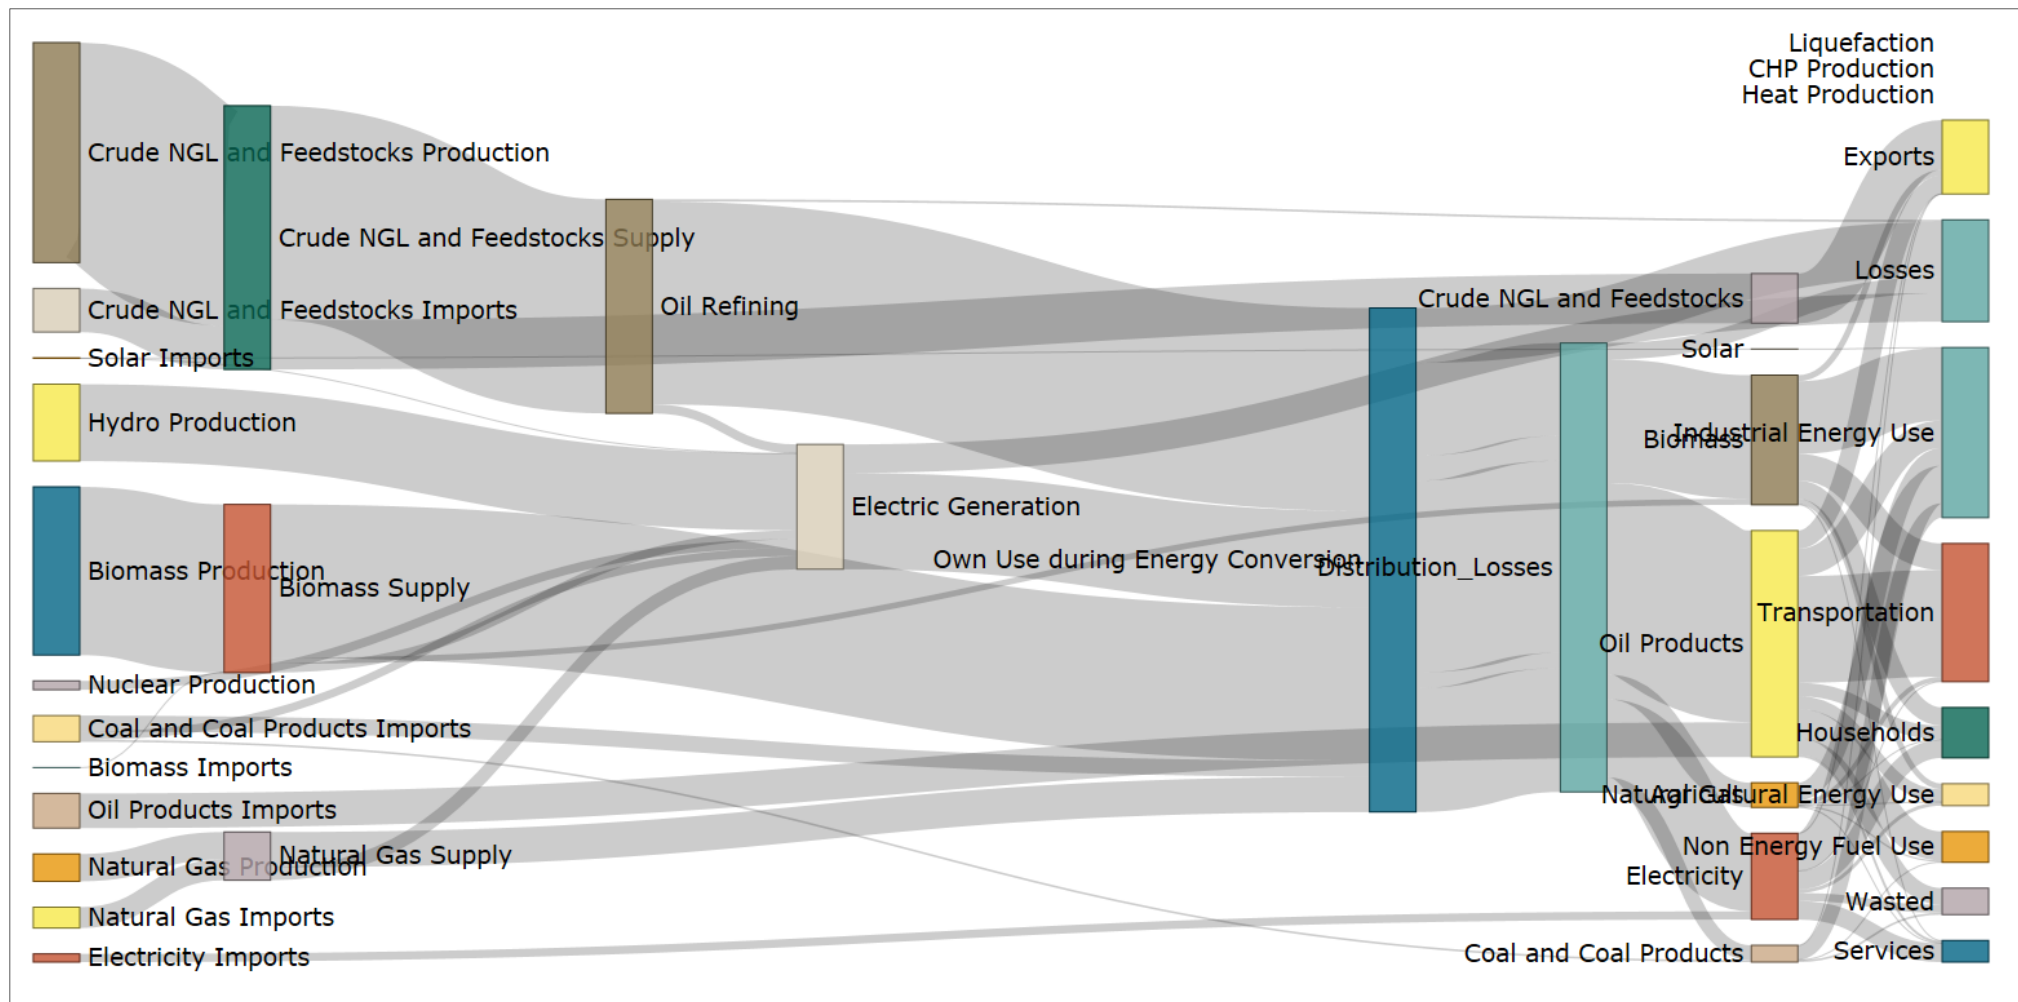 Liquefaction
CHP Production
Heat Production
Crude NGL and Feedstocks Production
Exports
Crude NGL and Feedstocks Supply
Losses
Crude NGL and Feedstocks
Crude NGL and Feedstocks Imports
Oil Refining
Solar
Solar Imports
Hydro Production
Biomass
Industrial Energy Use
Electric Generation
Own Use during Energy Conversion
Distribution_Losses
Biomass Production
Biomass Supply
Transportation
Oil Products
Nuclear Production
Coal and Coal Products Imports
Households
Biomass Imports
Natural Gas
Agricultural Energy Use
Oil Products Imports
Non Energy Fuel Use
Natural Gas Supply
Natural Gas Production
Electricity
Wasted
Natural Gas Imports
Services
Coal and Coal Products
Electricity Imports